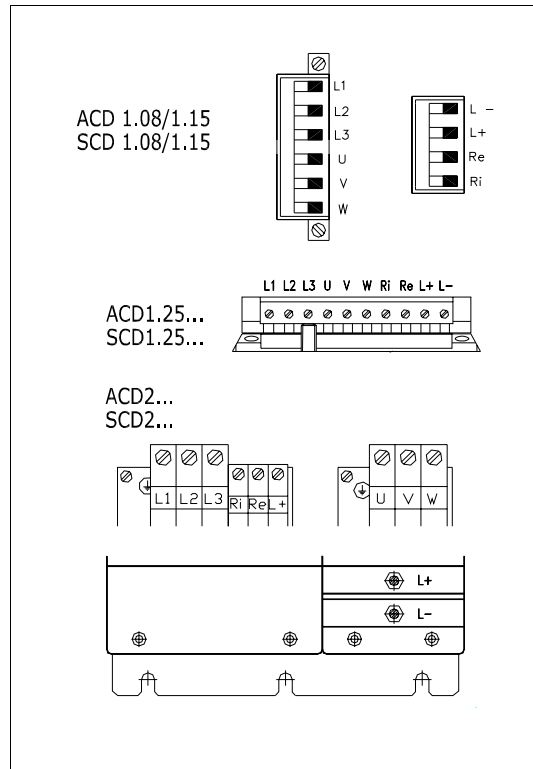 ACD 1.08/1.15
SCD 1.08/1.15
L1
L2
L3
U
V
W
L -
L+
Re
Ri
L1 L2 L3 U V W Ri Re L+ L-
ACD1.25...
SCD1.25...
ACD2...
SCD2...
L1 L2 L3 Ri Re L+
U V W
L+
L-